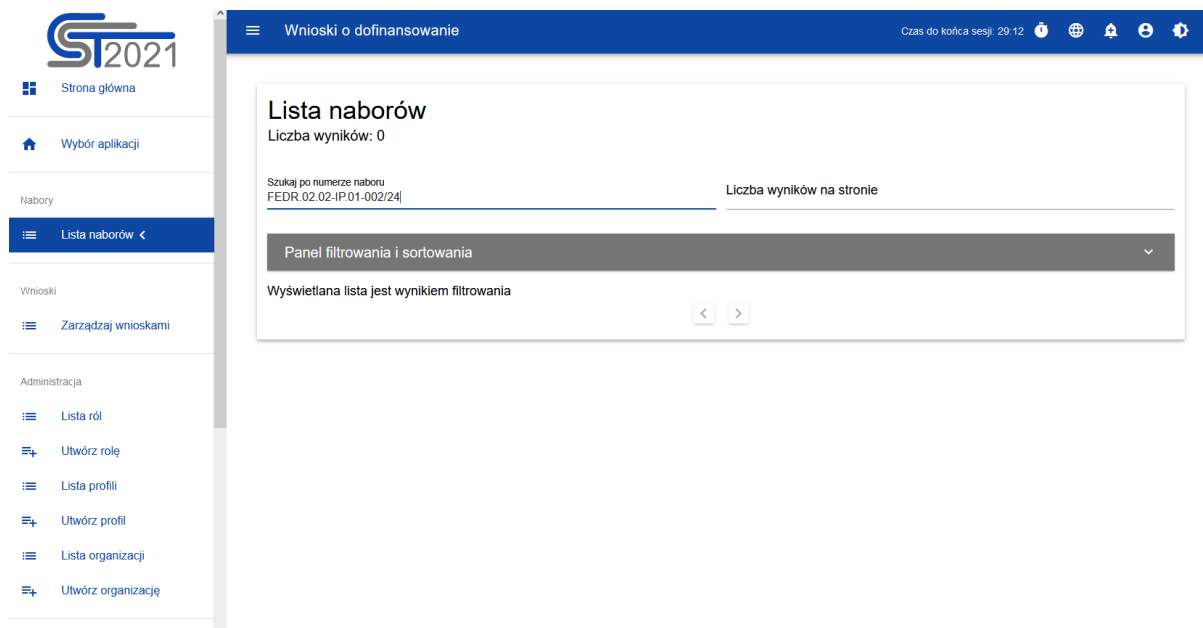 SST2021
Strona główna
Wybór aplikacji
Nabory
Lista naborów <
Wnioski
Zarządzaj wnioskami
Administracja
Lista ról
Utwórz rolę
Lista profili
Utwórz profil
Lista organizacji
Utwórz organizację
Wnioski o dofinansowanie
Czas do końca sesji: 29:12
Lista naborów
Liczba wyników: 0
Szukaj po numerze naboru
FEDR.02.02-IP.01-002/24
Liczba wyników na stronie
Panel filtrowania i sortowania
Wyświetlana lista jest wynikiem filtrowania
< >